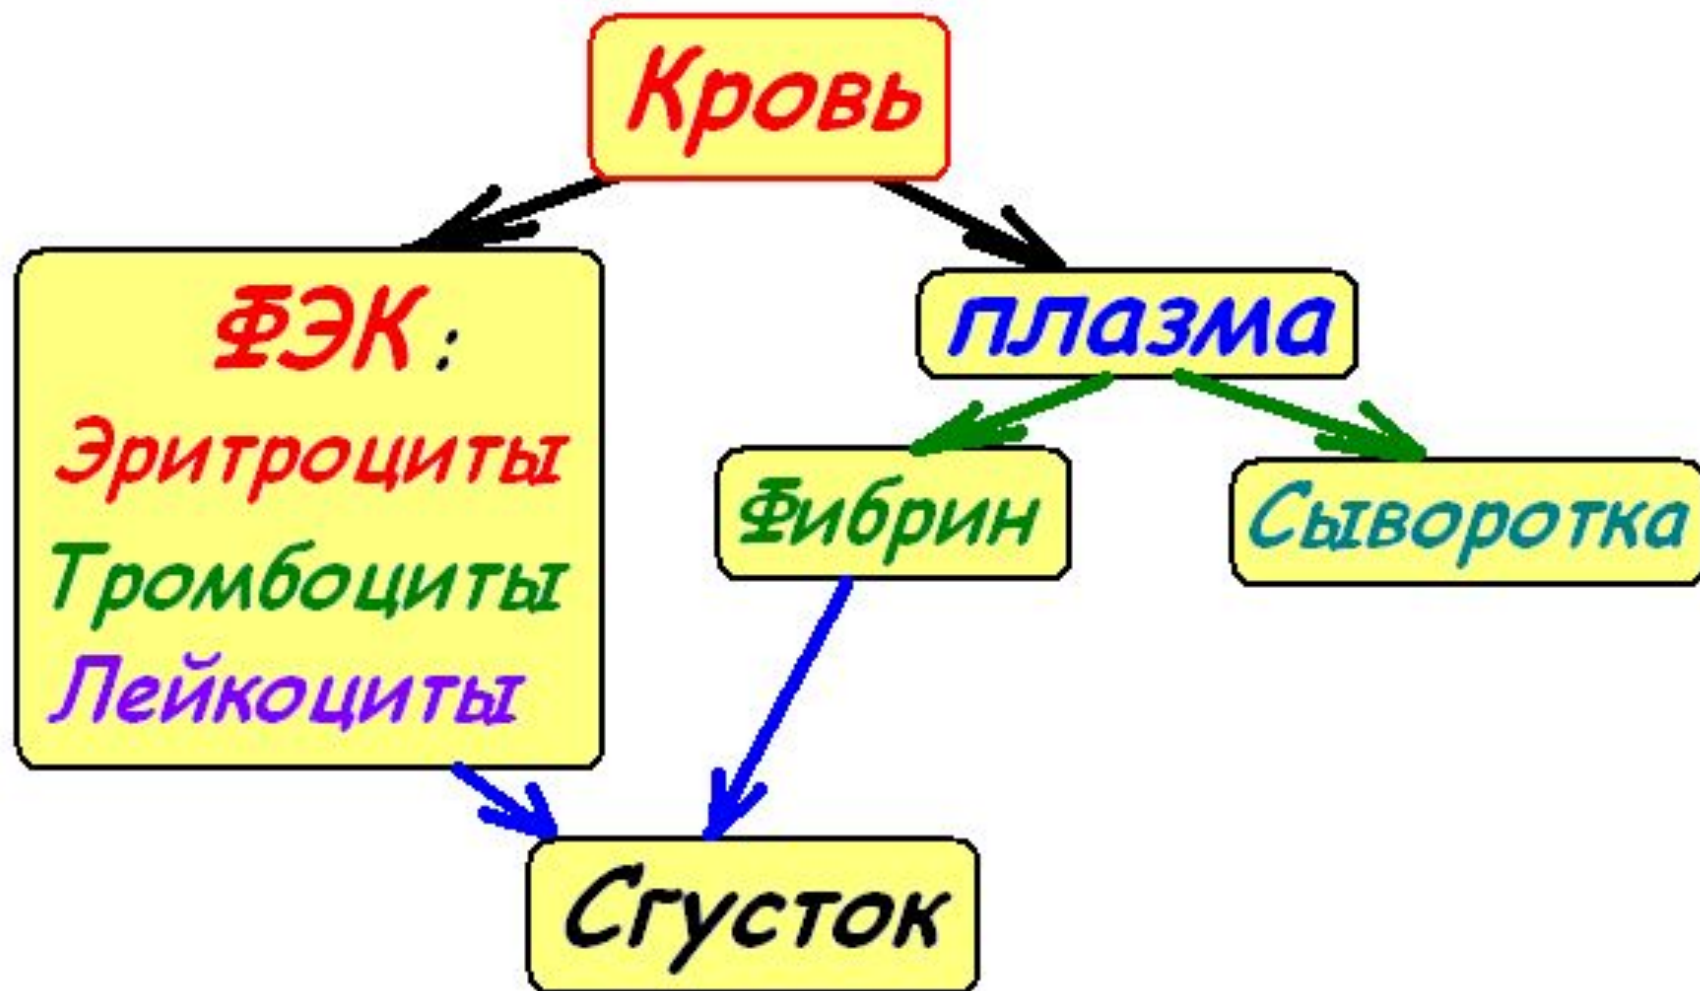 Кровь
ФЭК:
Эритроциты
Тромбоциты
Лейкоциты
плазма
Фибрин
Сыворотка
Сгусток